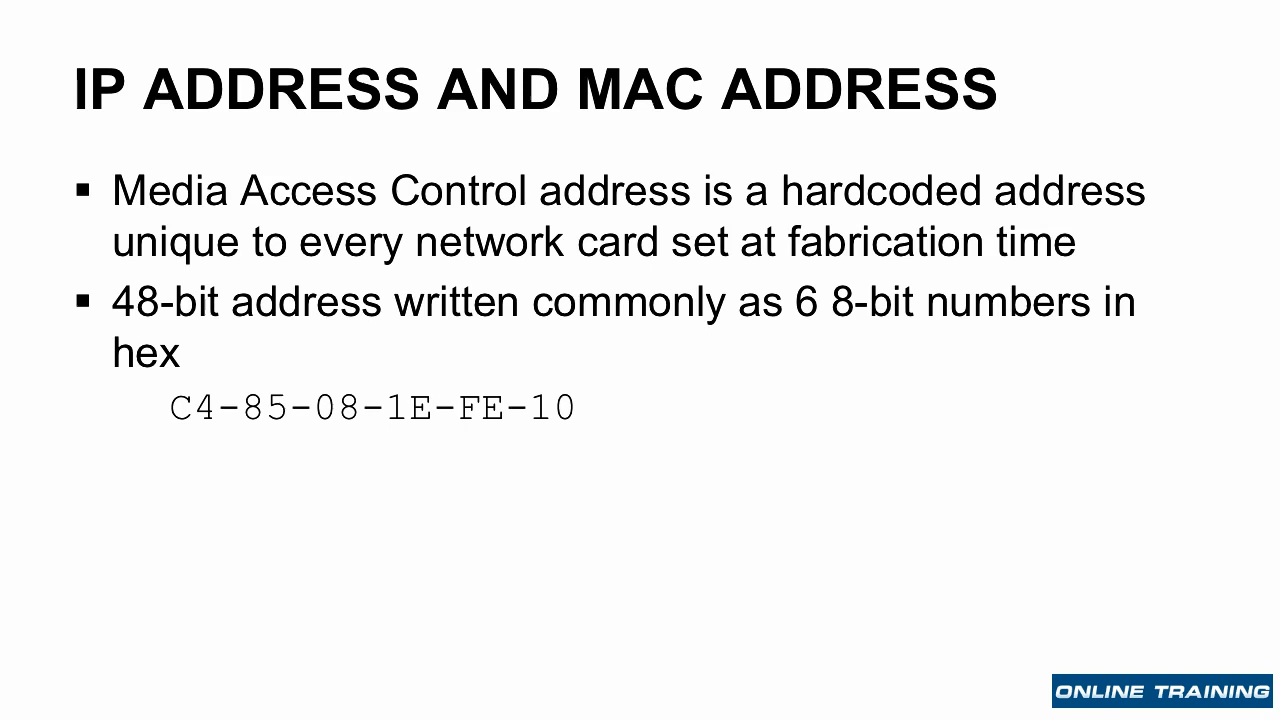 IP ADDRESS AND MAC ADDRESS
▪ Media Access Control address is a hardcoded address
unique to every network card set at fabrication time
▪ 48-bit address written commonly as 6 8-bit numbers in
hex
C4-85-08-1E-FE-10
ONLINE TRAINING